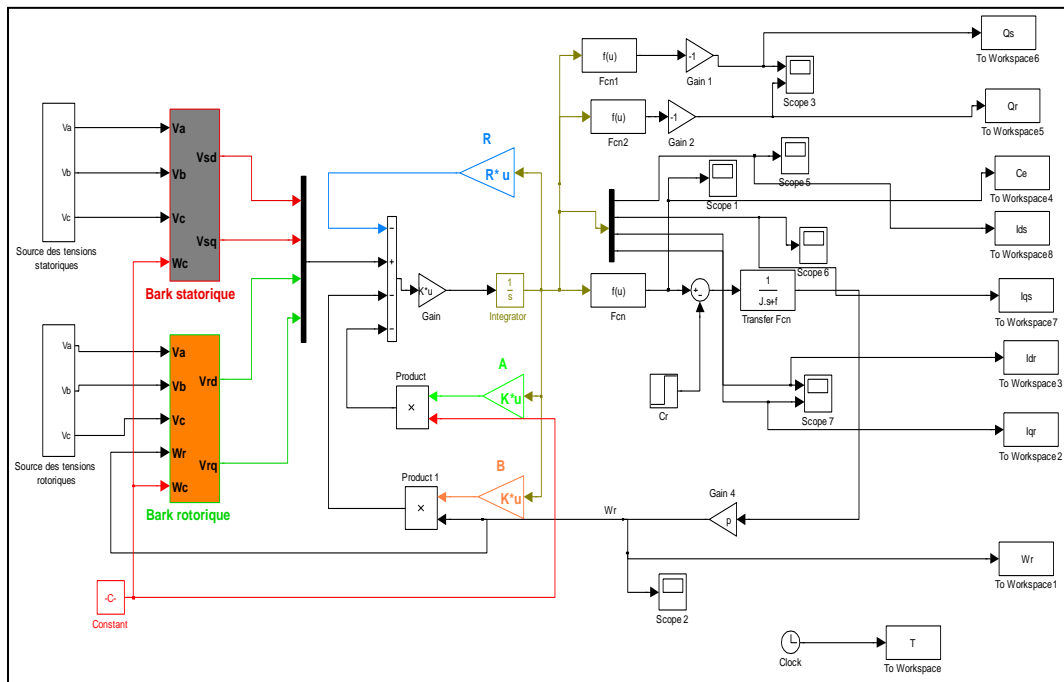 Va
Vb
Vc
Source des tensions
statoriques
Va
Vb
Vc
Wc
Vsd
Vsq
Bark statorique
Va
Vb
Vc
Source des tensions
rotoriques
Va
Vb
Vc
Wr
Wc
Vrd
Vrq
Bark rotorique
-C-
Constant
R
R* u
−
+
−
−
K*u
Gain
1
s
Integrator
A
K*u
Product
×
B
K*u
Product 1
×
f(u)
Fcn1
-1
Gain 1
Scope 3
Qs
To Workspace6
f(u)
Fcn2
-1
Gain 2
Qr
To Workspace5
Scope 5
Scope 1
Ce
To Workspace4
Ids
To Workspace8
Scope 6
f(u)
Fcn
+
-
1
J.s+f
Transfer Fcn
Iqs
To Workspace7
Cr
Idr
To Workspace3
Scope 7
Iqr
To Workspace2
Gain 4
p
Wr
Wr
To Workspace1
Scope 2
Clock
T
To Workspace